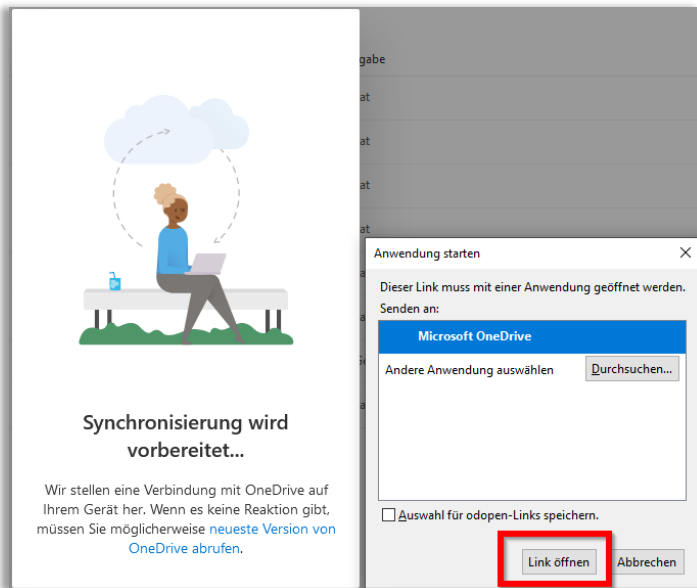 Synchronisierung wird
vorbereitet...
Wir stellen eine Verbindung mit OneDrive auf
Ihrem Gerät her. Wenn es keine Reaktion gibt,
müssen Sie möglicherweise neueste Version von
OneDrive abrufen.
gabe
at
at
at
at
Anwendung starten
Dieser Link muss mit einer Anwendung geöffnet werden.
Senden an:
Microsoft OneDrive
Andere Anwendung auswählen
Durchsuchen...
Auswahl für odopen-Links speichern.
Link öffnen
Abbrechen